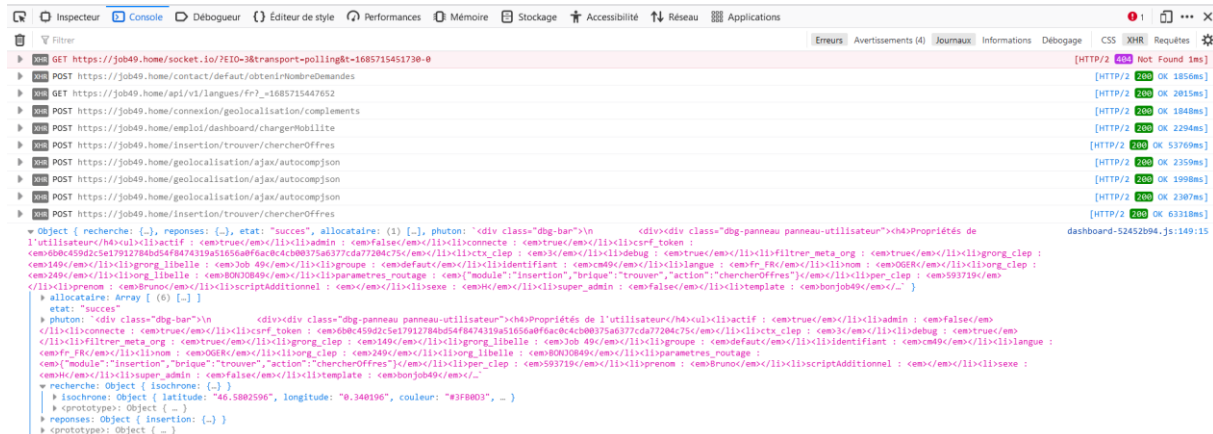 Inspecteur Console Débogueur Éditeur de style Performances Mémoire Stockage Accessibilité Réseau Applications 1
Filtrer Erreurs Avertissements (4) Journaux Informations Débogage CSS XHR Requêtes
XHR GET https://job49.home/socket.io/?EIO=3&transport=polling&t=1685715451730-0 [HTTP/2 404 Not Found 1ms]
XHR POST https://job49.home/contact/defaut/obtenirNombreDemandes [HTTP/2 200 OK 1856ms]
XHR GET https://job49.home/api/v1/langues/fr?_=1685715447652 [HTTP/2 200 OK 2015ms]
XHR POST https://job49.home/connexion/geolocalisation/complements [HTTP/2 200 OK 1848ms]
XHR POST https://job49.home/emploi/dashboard/chargerMobilite [HTTP/2 200 OK 2294ms]
XHR POST https://job49.home/insertion/trouver/chercherOffres [HTTP/2 200 OK 53769ms]
XHR POST https://job49.home/geolocalisation/ajax/autocompjson [HTTP/2 200 OK 2359ms]
XHR POST https://job49.home/geolocalisation/ajax/autocompjson [HTTP/2 200 OK 1998ms]
XHR POST https://job49.home/geolocalisation/ajax/autocompjson [HTTP/2 200 OK 2307ms]
XHR POST https://job49.home/insertion/trouver/chercherOffres [HTTP/2 200 OK 63318ms]
Object { recherche: {…}, reponses: {…}, etat: "succes", allocataire: (1) […], phuton: `<div class="dbg-bar">\n <div><div class="dbg-panneau panneau-utilisateur"><h4>Propriétés de dashboard-52452b94.js:149:15
l'utilisateur</h4><ul><li>actif : <em>true</em></li><li>admin : <em>false</em></li><li>connecte : <em>true</em></li><li>csrf_token :
<em>6b0c459d2c5e17912784bd54f8474319a51656a0f6ac0c4cb00375a6377cda77204c75</em></li><li>ctx_clep : <em>3</em></li><li>debug : <em>true</em></li><li>filtrer_meta_org : <em>true</em></li><li>grorg_clep :
<em>149</em></li><li>grorg_libelle : <em>Job 49</em></li><li>groupe : <em>defaut</em></li><li>identifiant : <em>cm49</em></li><li>langue : <em>fr_FR</em></li><li>nom : <em>OGER</em></li><li>org_clep :
<em>249</em></li><li>org_libelle : <em>BONJOB49</em></li><li>parametres_routage : <em>{"module":"insertion","brique":"trouver","action":"chercherOffres"}</em></li><li>per_clep : <em>593719</em>
</li><li>prenom : <em>Bruno</em></li><li>scriptAdditionnel : <em></em></li><li>sexe : <em>H</em></li><li>super_admin : <em>false</em></li><li>template : <em>bonjob49</em></…` }
allocataire: Array [ (6) […] ]
etat: "succes"
phuton: `<div class="dbg-bar">\n <div><div class="dbg-panneau panneau-utilisateur"><h4>Propriétés de l'utilisateur</h4><ul><li>actif : <em>true</em></li><li>admin : <em>false</em>
</li><li>connecte : <em>true</em></li><li>csrf_token : <em>6b0c459d2c5e17912784bd54f8474319a51656a0f6ac0c4cb00375a6377cda77204c75</em></li><li>ctx_clep : <em>3</em></li><li>debug : <em>true</em>
</li><li>filtrer_meta_org : <em>true</em></li><li>grorg_clep : <em>149</em></li><li>grorg_libelle : <em>Job 49</em></li><li>groupe : <em>defaut</em></li><li>identifiant : <em>cm49</em></li><li>langue :
<em>fr_FR</em></li><li>nom : <em>OGER</em></li><li>org_clep : <em>249</em></li><li>org_libelle : <em>BONJOB49</em></li><li>parametres_routage :
<em>{"module":"insertion","brique":"trouver","action":"chercherOffres"}</em></li><li>per_clep : <em>593719</em></li><li>prenom : <em>Bruno</em></li><li>scriptAdditionnel : <em></em></li><li>sexe :
<em>H</em></li><li>super_admin : <em>false</em></li><li>template : <em>bonjob49</em></…`
recherche: Object { isochrone: {…} }
isochrone: Object { latitude: "46.5802596", longitude: "0.340196", couleur: "#3FB0D3", … }
<prototype>: Object { … }
reponses: Object { insertion: {…} }
<prototype>: Object { … }